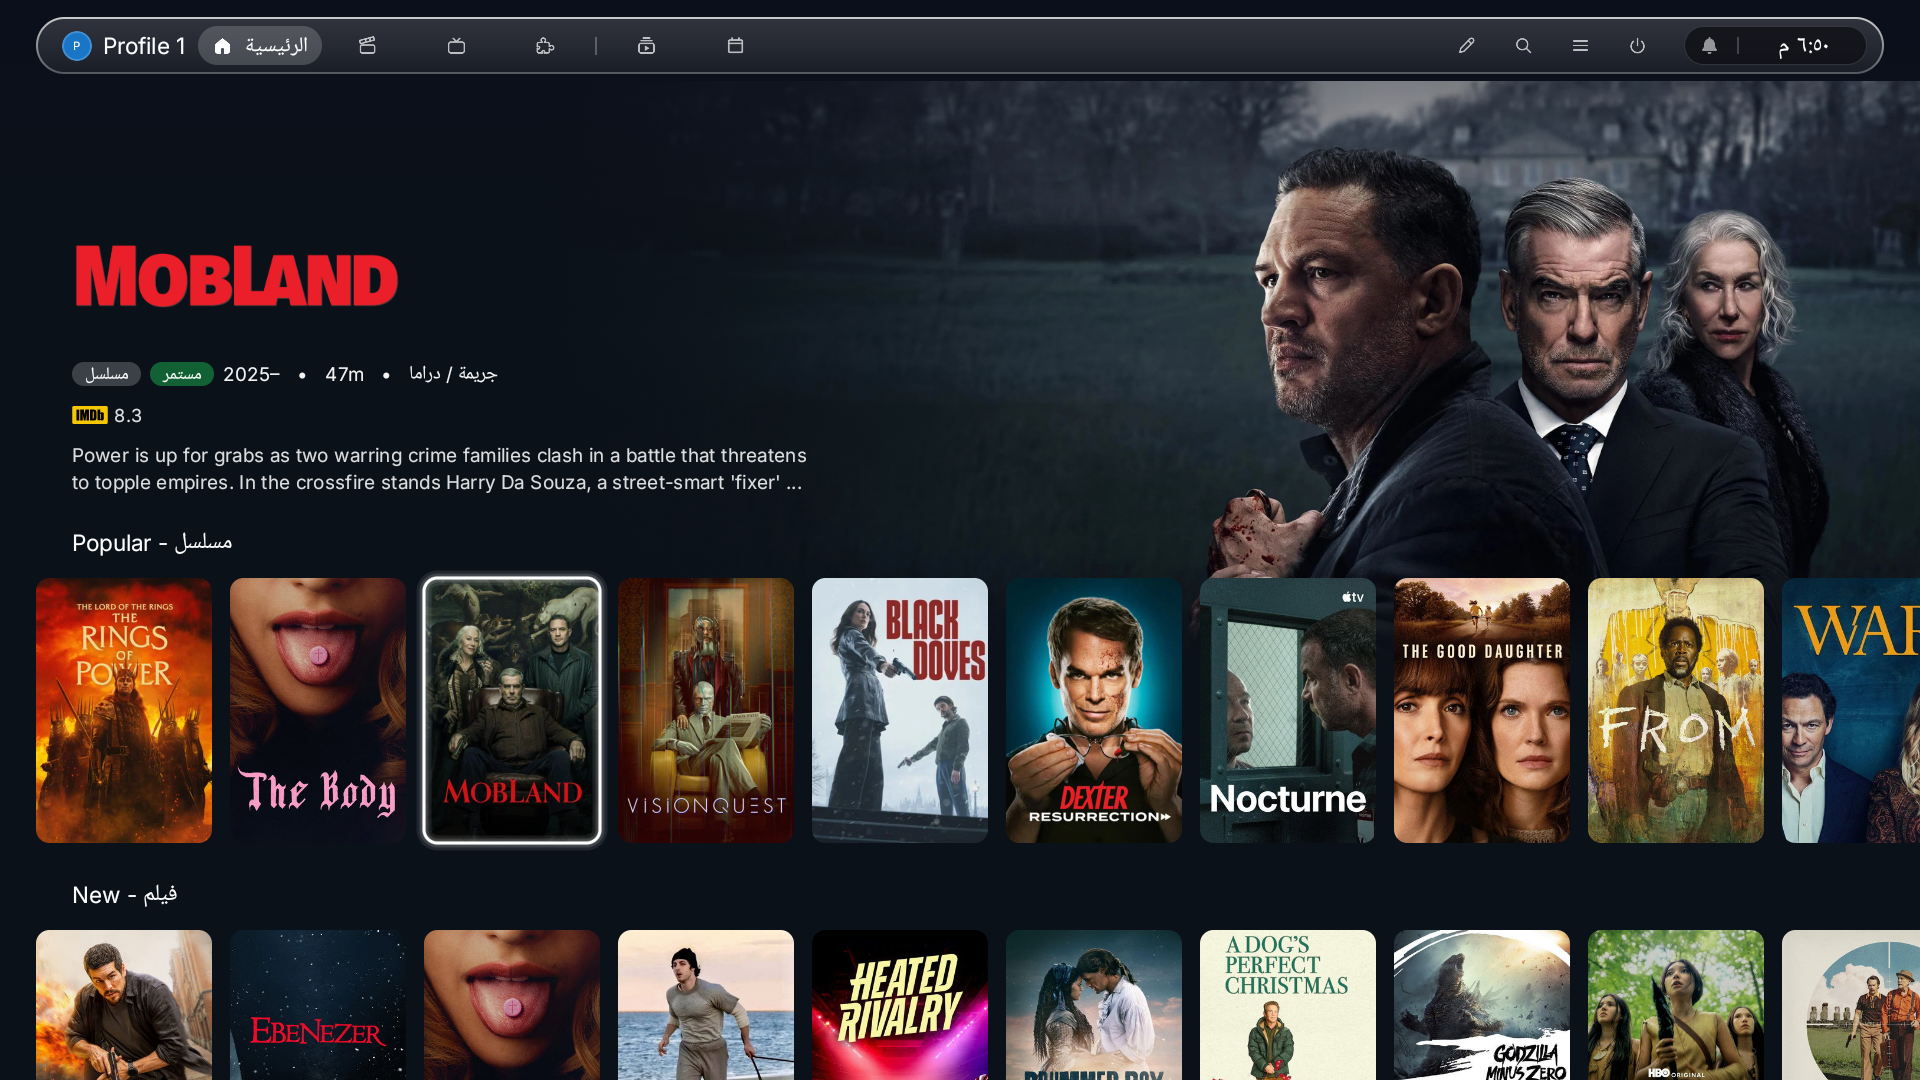 P Profile 1 الرئيسية ٦:٥٠ م
MOBLAND
مسلسل مستمر 2025– • 47m • جريمة / دراما
IMDb 8.3
Power is up for grabs as two warring crime families clash in a battle that threatens
to topple empires. In the crossfire stands Harry Da Souza, a street-smart 'fixer' ...
Popular - مسلسل
THE LORD OF THE RINGS
THE
RINGS
OF
POWER
The Body
MOBLAND
VISIONQUEST
BLACK
DOVES
DEXTER
RESURRECTION
tv
Nocturne
THE GOOD DAUGHTER
FROM
New - فيلم
EBENEZER
HEATED
RIVALRY
DRUMMER BOY
A DOG'S
PERFECT
CHRISTMAS
GODZILLA
MINUS ZERO
HBO ORIGINAL